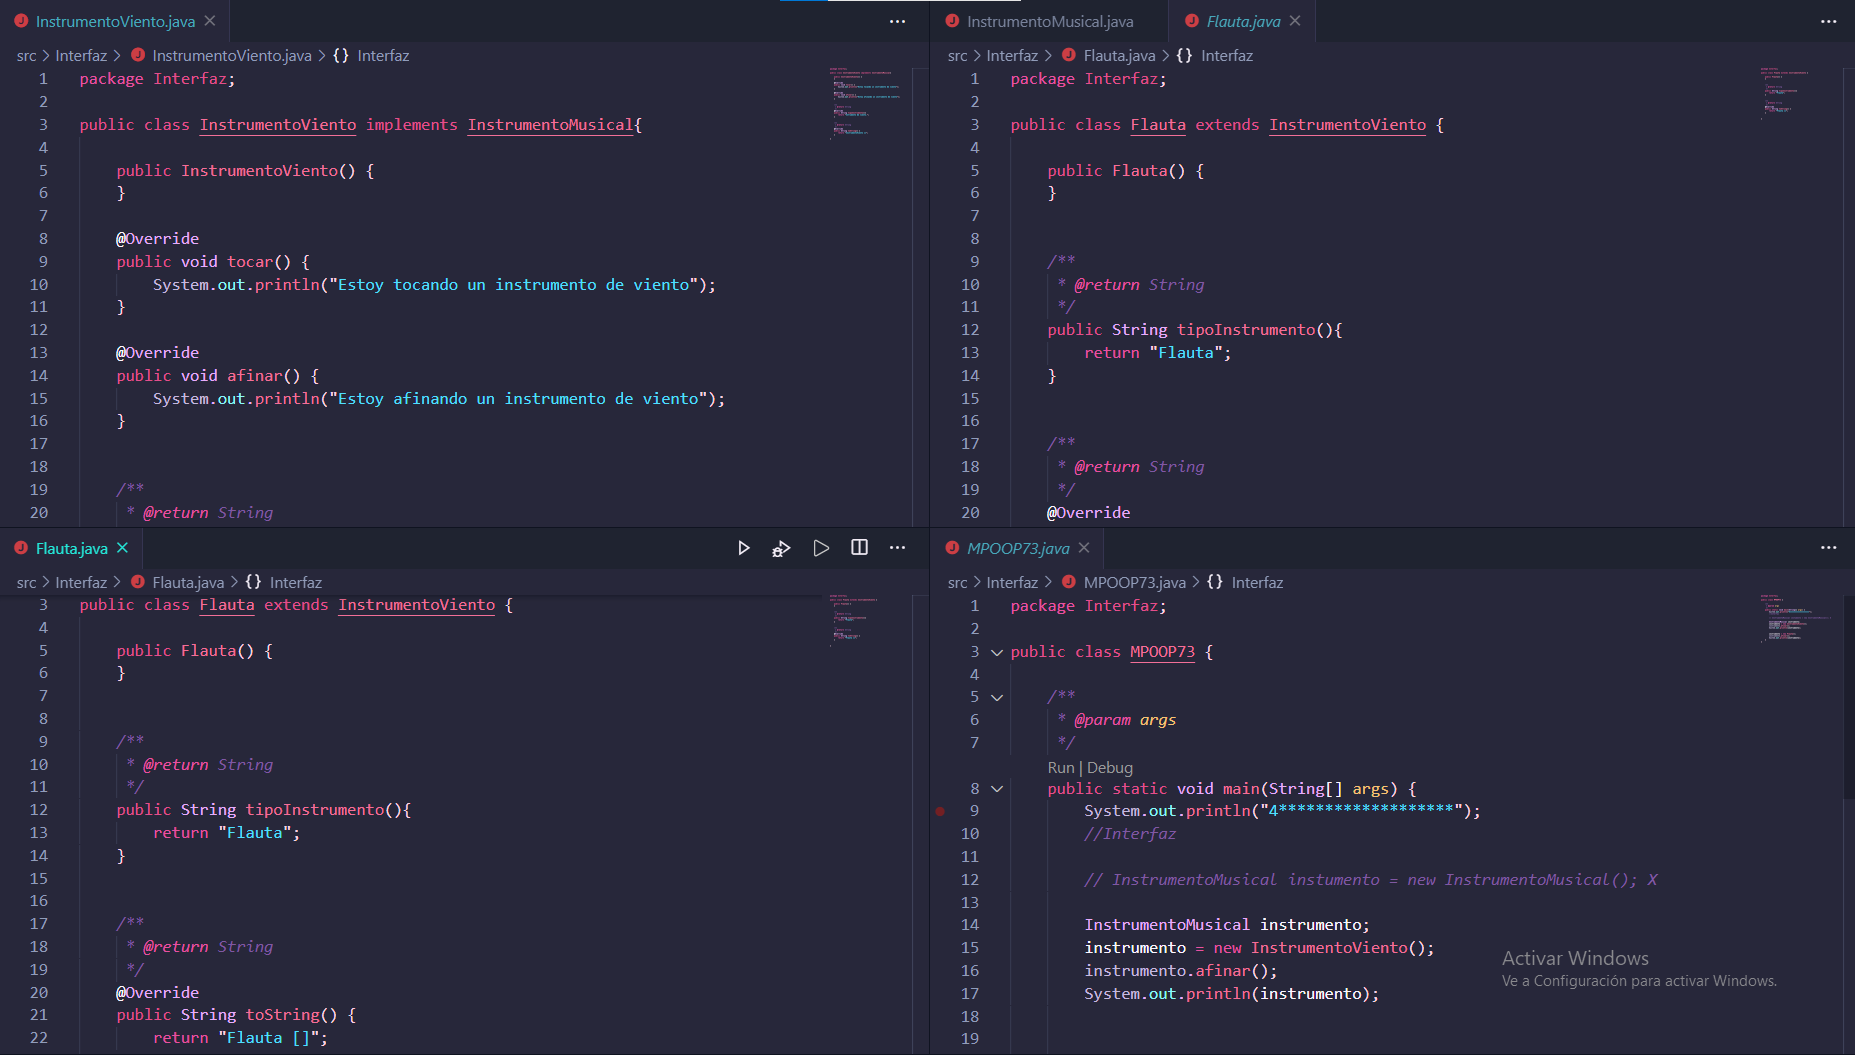 InstrumentoViento.java
src > Interfaz > InstrumentoViento.java > {} Interfaz
1 package Interfaz;
2
3 public class InstrumentoViento implements InstrumentoMusical{
4
5 public InstrumentoViento() {
6 }
7
8 @Override
9 public void tocar() {
10 System.out.println("Estoy tocando un instrumento de viento");
11 }
12
13 @Override
14 public void afinar() {
15 System.out.println("Estoy afinando un instrumento de viento");
16 }
17
18
19 /**
20 * @return String
InstrumentoMusical.java Flauta.java
src > Interfaz > Flauta.java > {} Interfaz
1 package Interfaz;
2
3 public class Flauta extends InstrumentoViento {
4
5 public Flauta() {
6 }
7
8
9 /**
10 * @return String
11 */
12 public String tipoInstrumento(){
13 return "Flauta";
14 }
15
16
17 /**
18 * @return String
19 */
20 @Override
Flauta.java
src > Interfaz > Flauta.java > {} Interfaz
3 public class Flauta extends InstrumentoViento {
4
5 public Flauta() {
6 }
7
8
9 /**
10 * @return String
11 */
12 public String tipoInstrumento(){
13 return "Flauta";
14 }
15
16
17 /**
18 * @return String
19 */
20 @Override
21 public String toString() {
22 return "Flauta []";
MPOOP73.java
src > Interfaz > MPOOP73.java > {} Interfaz
1 package Interfaz;
2
3 public class MPOOP73 {
4
5 /**
6 * @param args
7 */
Run | Debug
8 public static void main(String[] args) {
9 System.out.println("4*******************");
10 //Interfaz
11
12 // InstrumentoMusical instumento = new InstrumentoMusical(); X
13
14 InstrumentoMusical instrumento;
15 instrumento = new InstrumentoViento();
16 instrumento.afinar();
17 System.out.println(instrumento);
18
19
Activar Windows
Ve a Configuración para activar Windows.